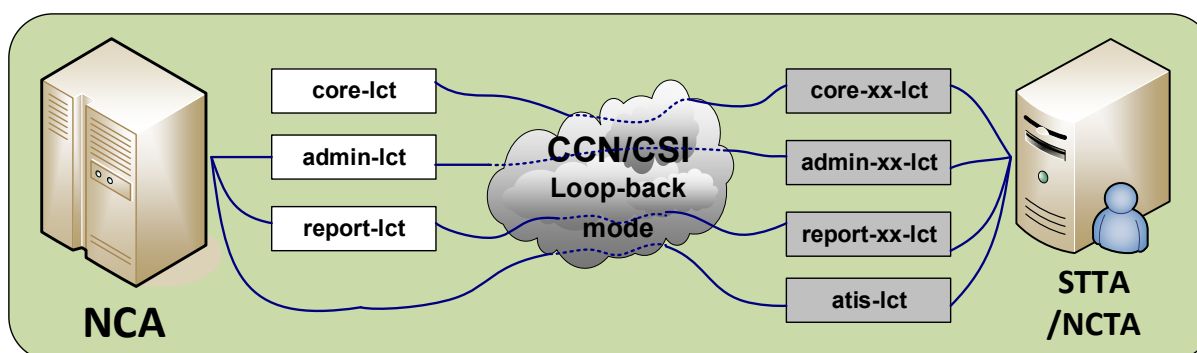 core-lct
admin-lct
report-lct
NCA
CCN/CSI
Loop-back
mode
core-xx-lct
admin-xx-lct
report-xx-lct
atis-lct
STTA
/NCTA